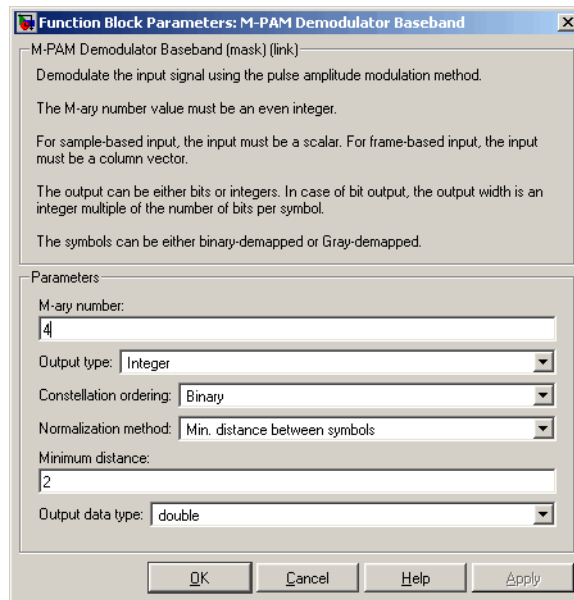 Function Block Parameters: M-PAM Demodulator Baseband
M-PAM Demodulator Baseband (mask) (link)
Demodulate the input signal using the pulse amplitude modulation method.
The M-ary number value must be an even integer.
For sample-based input, the input must be a scalar. For frame-based input, the input
must be a column vector.
The output can be either bits or integers. In case of bit output, the output width is an
integer multiple of the number of bits per symbol.
The symbols can be either binary-demapped or Gray-demapped.
Parameters
M-ary number:
4
Output type: Integer
Constellation ordering: Binary
Normalization method: Min. distance between symbols
Minimum distance:
2
Output data type: double
OK Cancel Help Apply